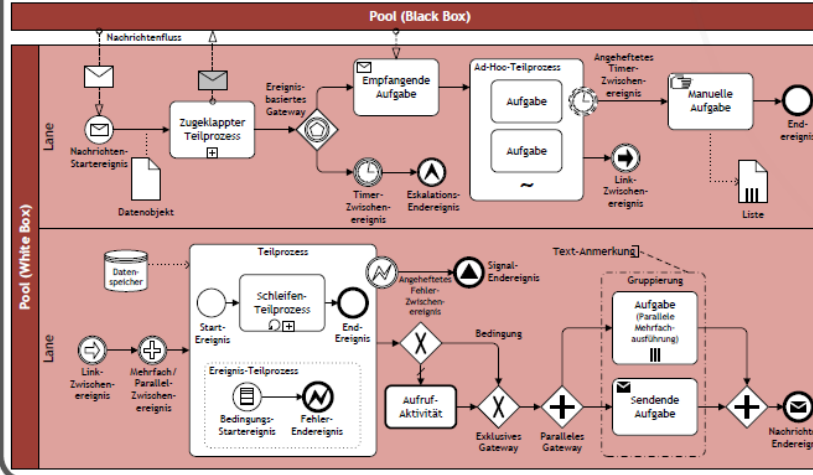 Pool (Black Box)
Nachrichtenfluss
Pool (White Box)
Lane
Nachrichten-
Startereignis
Datenobjekt
Zugeklappter
Teilprozess
Ereignis-
basiertes
Gateway
Empfangende
Aufgabe
Timer-
Zwischen-
ereignis
Eskalations-
Endereignis
Ad-Hoc-Teilprozess
Aufgabe
Aufgabe
~
Angeheftetes
Timer-
Zwischen-
ereignis
Link-
Zwischen-
ereignis
Manuelle
Aufgabe
Liste
End-
ereignis
Lane
Daten-
speicher
Link-
Zwischen-
ereignis
Mehrfach/
Parallel-
Zwischen-
ereignis
Teilprozess
Start-
Ereignis
Schleifen-
Teilprozess
End-
Ereignis
Ereignis-Teilprozess
Bedingungs-
Startereignis
Fehler-
Endereignis
Angeheftetes
Fehler-
Zwischen-
ereignis
Signal-
Endereignis
Bedingung
Aufruf-
Aktivität
Exklusives
Gateway
Paralleles
Gateway
Text-Anmerkung
Gruppierung
Aufgabe
(Parallele
Mehrfach-
ausführung)
Sendende
Aufgabe
Nachrichte
Endereign